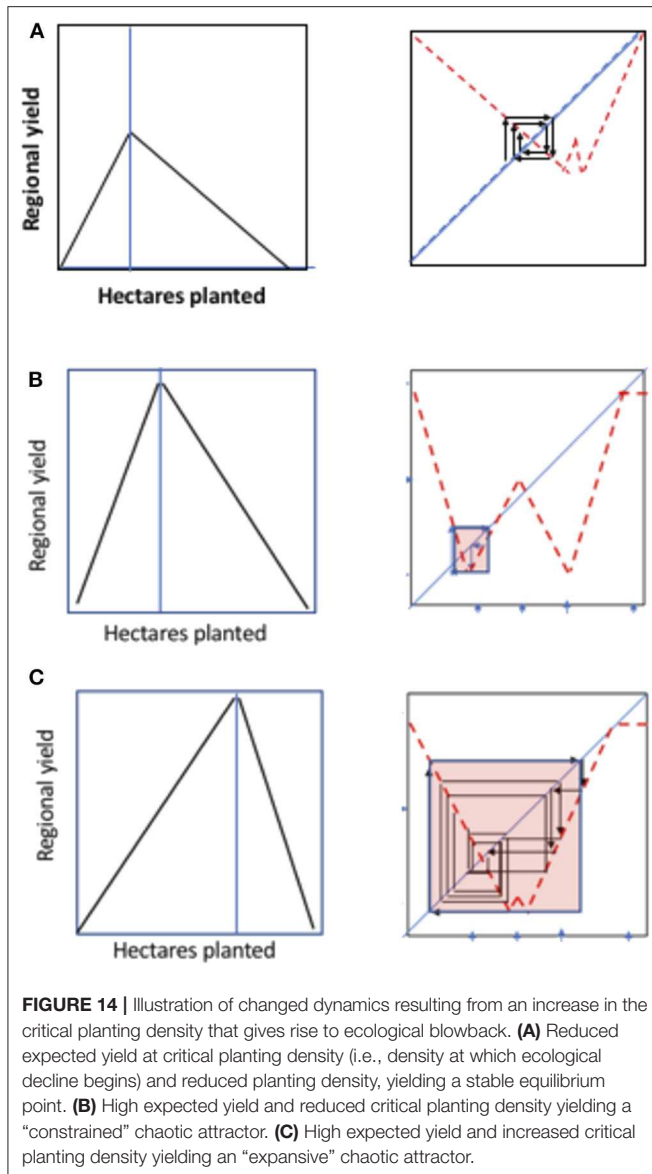 A
Regional yield
Hectares planted
B
Regional yield
Hectares planted
C
Regional yield
Hectares planted
FIGURE 14 | Illustration of changed dynamics resulting from an increase in the
critical planting density that gives rise to ecological blowback. (A) Reduced
expected yield at critical planting density (i.e., density at which ecological
decline begins) and reduced planting density, yielding a stable equilibrium
point. (B) High expected yield and reduced critical planting density yielding a
“constrained” chaotic attractor. (C) High expected yield and increased critical
planting density yielding an “expansive” chaotic attractor.